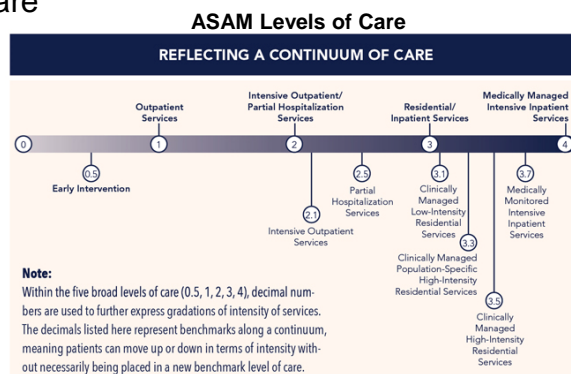 are
ASAM Levels of Care
REFLECTING A CONTINUUM OF CARE
Outpatient
Services
Intensive Outpatient/
Partial Hospitalization
Services
Residential/
Inpatient Services
Medically Managed
Intensive Inpatient
Services
0
1
2
3
4
0.5
Early Intervention
2.1
Intensive Outpatient
Services
2.5
Partial
Hospitalization
Services
3.1
Clinically
Managed
Low-Intensity
Residential
Services
3.3
Clinically Managed
Population-Specific
High-Intensity
Residential Services
3.5
Clinically
Managed
High-Intensity
Residential
Services
3.7
Medically
Monitored
Intensive
Inpatient
Services
Note:
Within the five broad levels of care (0.5, 1, 2, 3, 4), decimal num-
bers are used to further express gradations of intensity of services.
The decimals listed here represent benchmarks along a continuum,
meaning patients can move up or down in terms of intensity with-
out necessarily being placed in a new benchmark level of care.